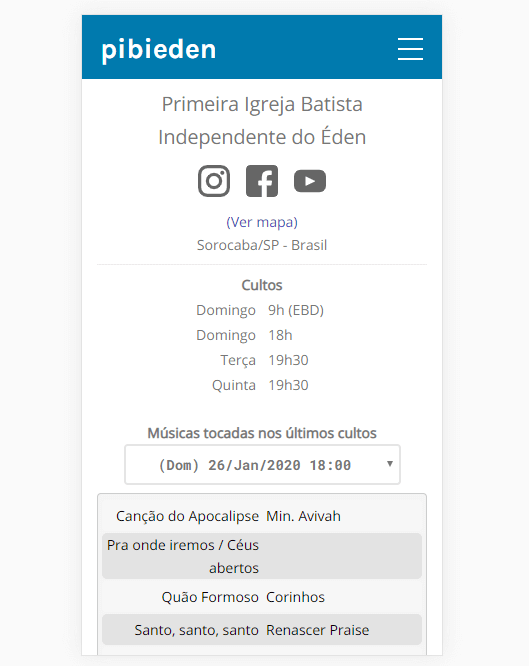 pibieden
Primeira Igreja Batista
Independente do Éden
(Ver mapa)
Sorocaba/SP - Brasil
Cultos
Domingo 9h (EBD)
Domingo 18h
Terça 19h30
Quinta 19h30
Músicas tocadas nos últimos cultos
(Dom) 26/Jan/2020 18:00
Canção do Apocalipse Min. Avivah
Pra onde iremos / Céus
abertos
Quão Formoso Corinhos
Santo, santo, santo Renascer Praise